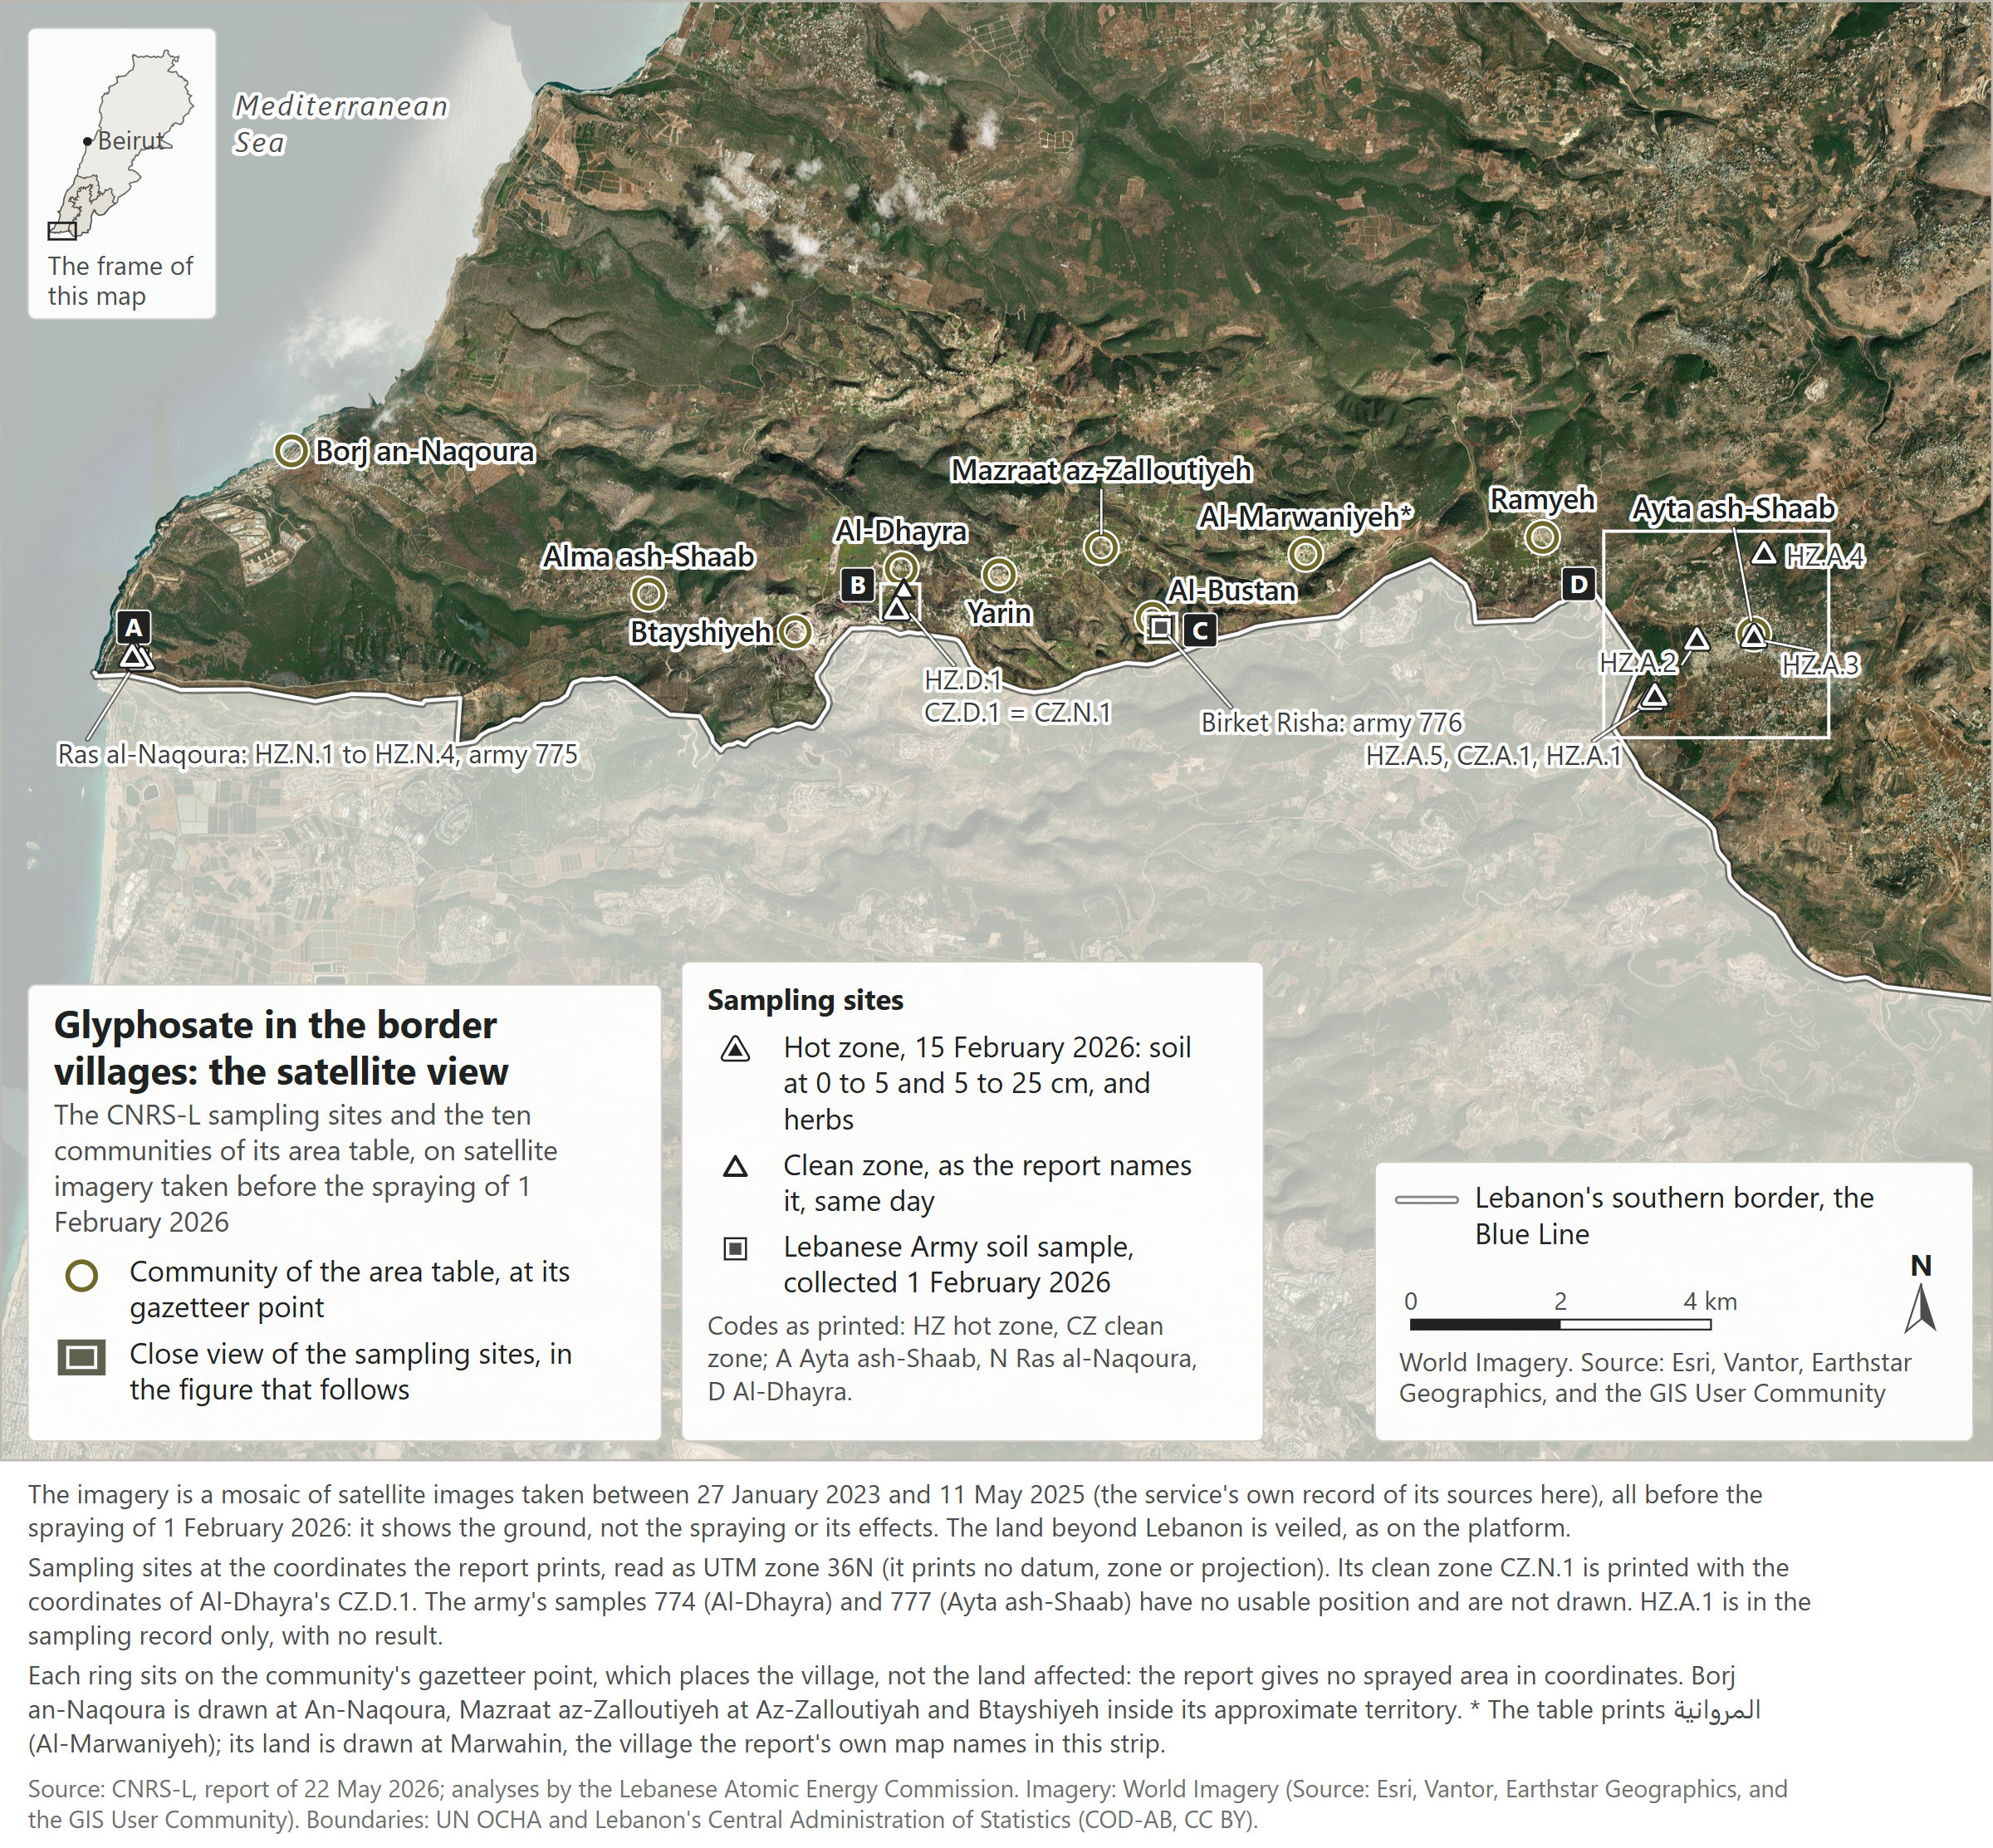 Beirut
The frame of
this map
Mediterranean
Sea
Borj an-Naqoura
Mazraat az-Zalloutiyeh
Al-Marwaniyeh*
Ramyeh
Ayta ash-Shaab
Al-Dhayra
Alma ash-Shaab
HZ.A.4
B
D
Al-Bustan
Yarin
A
Btayshiyeh
C
HZ.A.2
HZ.A.3
HZ.D.1
CZ.D.1 = CZ.N.1
Birket Risha: army 776
Ras al-Naqoura: HZ.N.1 to HZ.N.4, army 775
HZ.A.5, CZ.A.1, HZ.A.1
Glyphosate in the border
villages: the satellite view
The CNRS-L sampling sites and the ten
communities of its area table, on satellite
imagery taken before the spraying of 1
February 2026
Community of the area table, at its
gazetteer point
Close view of the sampling sites, in
the figure that follows
Sampling sites
Hot zone, 15 February 2026: soil
at 0 to 5 and 5 to 25 cm, and
herbs
Clean zone, as the report names
it, same day
Lebanese Army soil sample,
collected 1 February 2026
Codes as printed: HZ hot zone, CZ clean
zone; A Ayta ash-Shaab, N Ras al-Naqoura,
D Al-Dhayra.
Lebanon's southern border, the
Blue Line
N
0 2 4 km
World Imagery. Source: Esri, Vantor, Earthstar
Geographics, and the GIS User Community
The imagery is a mosaic of satellite images taken between 27 January 2023 and 11 May 2025 (the service's own record of its sources here), all before the
spraying of 1 February 2026: it shows the ground, not the spraying or its effects. The land beyond Lebanon is veiled, as on the platform.
Sampling sites at the coordinates the report prints, read as UTM zone 36N (it prints no datum, zone or projection). Its clean zone CZ.N.1 is printed with the
coordinates of Al-Dhayra's CZ.D.1. The army's samples 774 (Al-Dhayra) and 777 (Ayta ash-Shaab) have no usable position and are not drawn. HZ.A.1 is in the
sampling record only, with no result.
Each ring sits on the community's gazetteer point, which places the village, not the land affected: the report gives no sprayed area in coordinates. Borj
an-Naqoura is drawn at An-Naqoura, Mazraat az-Zalloutiyeh at Az-Zalloutiyah and Btayshiyeh inside its approximate territory. * The table prints المروانية
(Al-Marwaniyeh); its land is drawn at Marwahin, the village the report's own map names in this strip.
Source: CNRS-L, report of 22 May 2026; analyses by the Lebanese Atomic Energy Commission. Imagery: World Imagery (Source: Esri, Vantor, Earthstar Geographics, and
the GIS User Community). Boundaries: UN OCHA and Lebanon's Central Administration of Statistics (COD-AB, CC BY).